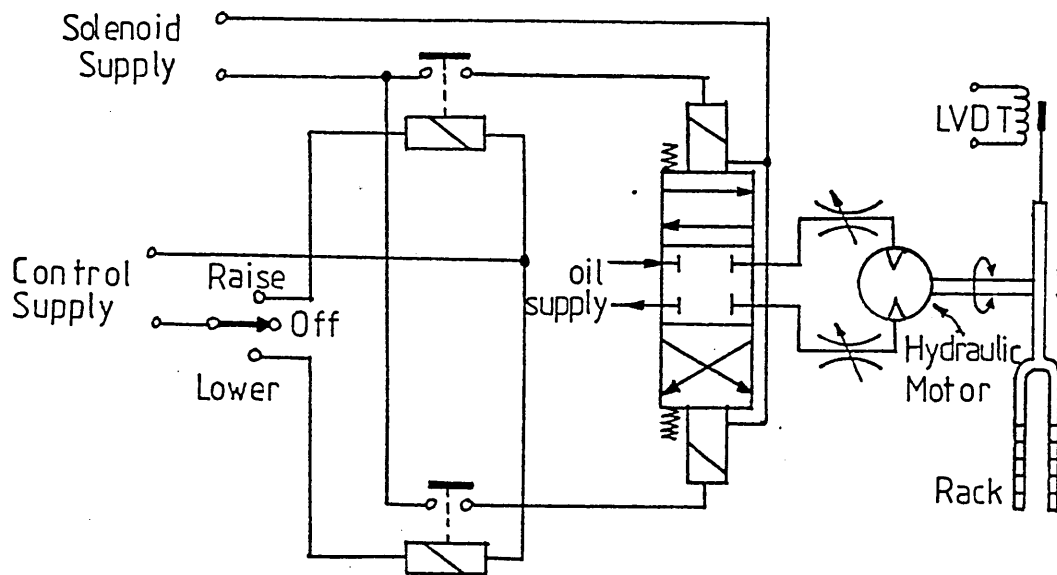 Solenoid
Supply
LVDT
Control
Supply
Raise
Off
Lower
oil
supply
Hydraulic
Motor
Rack